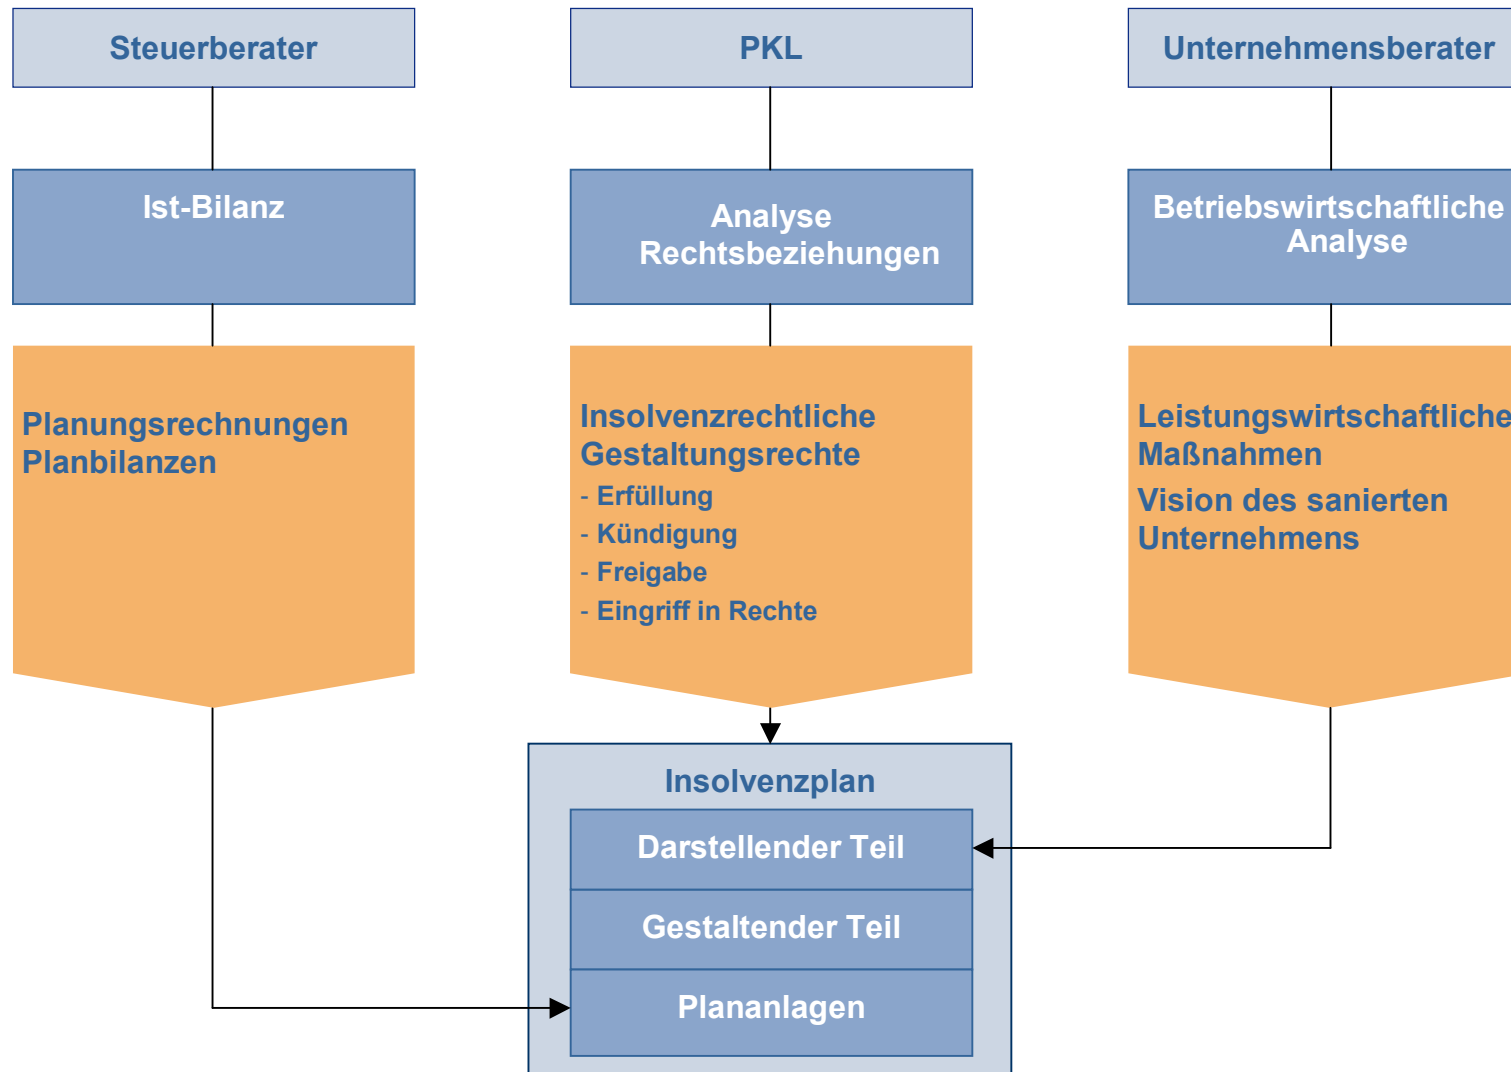 Steuerberater
PKL
Unternehmensberater
Ist-Bilanz
Analyse
Rechtsbeziehungen
Betriebswirtschaftliche
Analyse
Planungsrechnungen
Planbilanzen
Insolvenzrechtliche
Gestaltungsrechte
- Erfüllung
- Kündigung
- Freigabe
- Eingriff in Rechte
Leistungswirtschaftliche
Maßnahmen
Vision des sanierten
Unternehmens
Insolvenzplan
Darstellender Teil
Gestaltender Teil
Plananlagen